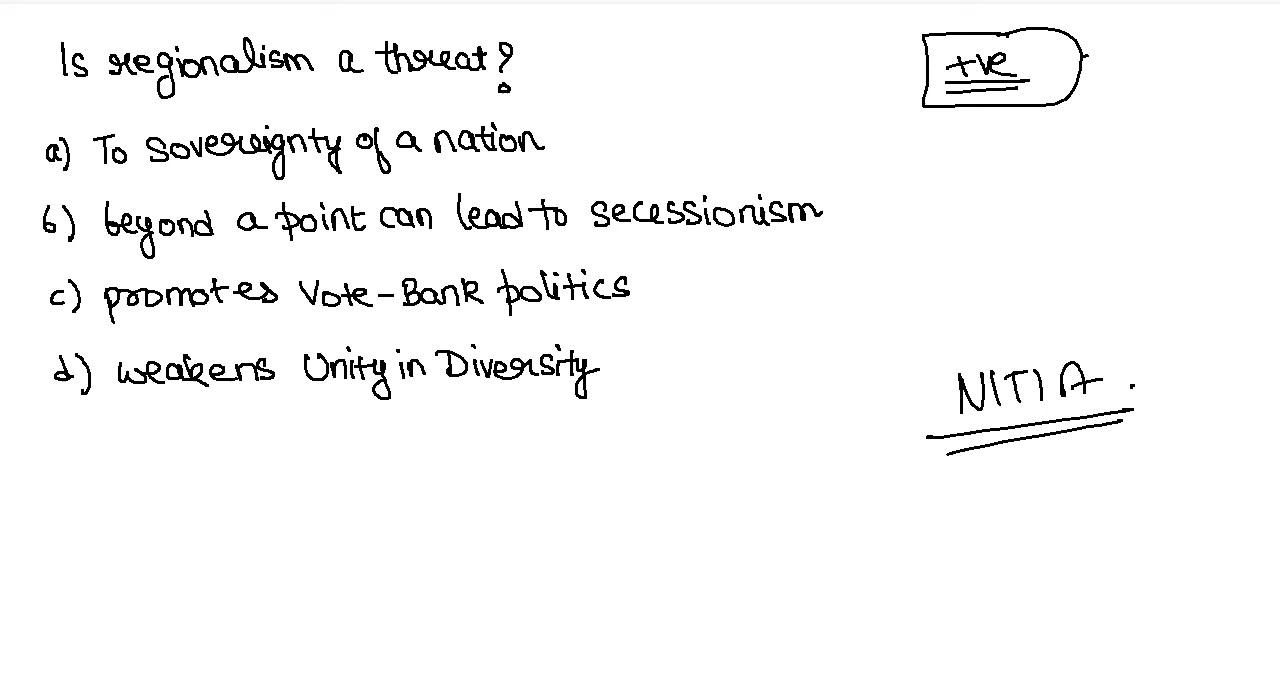 Is regionalism a threat?
+ve
a) To sovereignty of a nation
b) beyond a point can lead to secessionism
c) promotes Vote-Bank politics
d) weakens Unity in Diversity
NITI A.